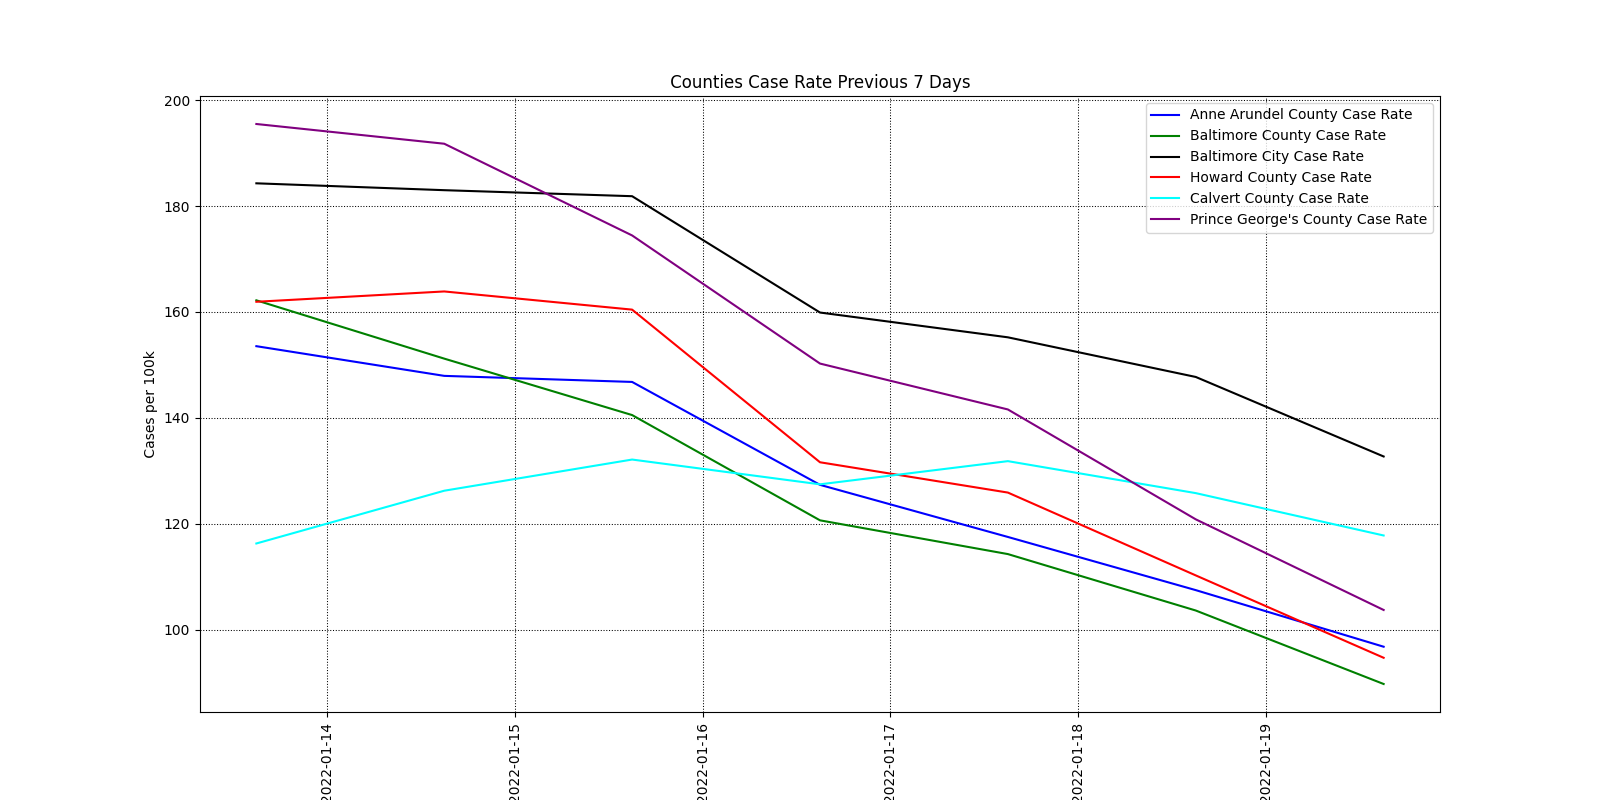 Counties Case Rate Previous 7 Days
Cases per 100k
200
180
160
140
120
100
Anne Arundel County Case Rate
Baltimore County Case Rate
Baltimore City Case Rate
Howard County Case Rate
Calvert County Case Rate
Prince George's County Case Rate
2022-01-14
2022-01-15
2022-01-16
2022-01-17
2022-01-18
2022-01-19